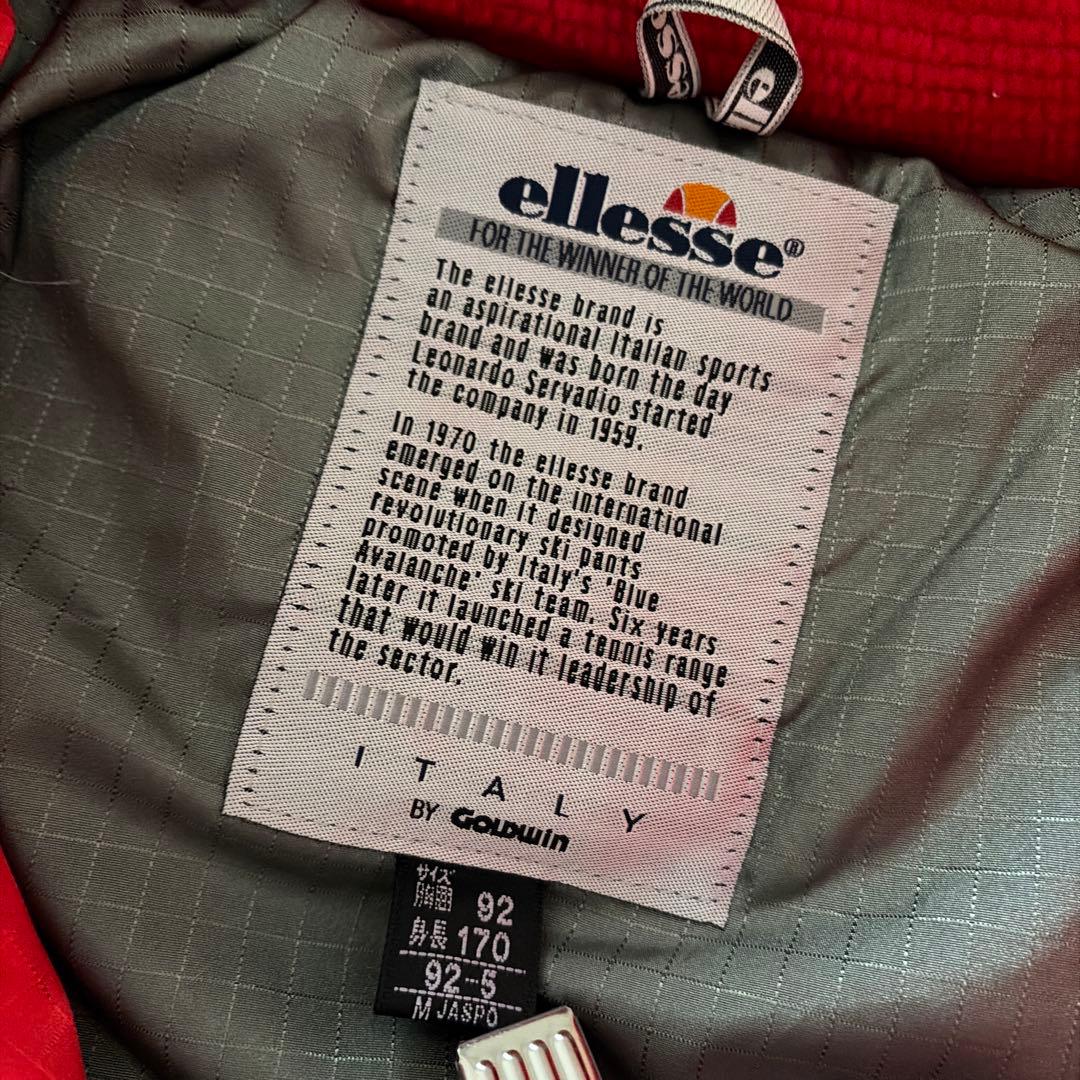 ellesse
ellesse®
FOR THE WINNER OF THE WORLD
The ellesse brand is
an aspirational Italian sports
brand and was born the day
Leonardo Servadio started
the company in 1959.
In 1970 the ellesse brand
emerged on the international
scene when it designed
revolutionary ski pants
promoted by Italy's 'Blue
Avalanche' ski team. Six years
later it launched a tennis range
that would win it leadership of
the sector.
ITALY
BY GOLDWIN
サイズ
胸囲 92
身長 170
92-5
M JASPO